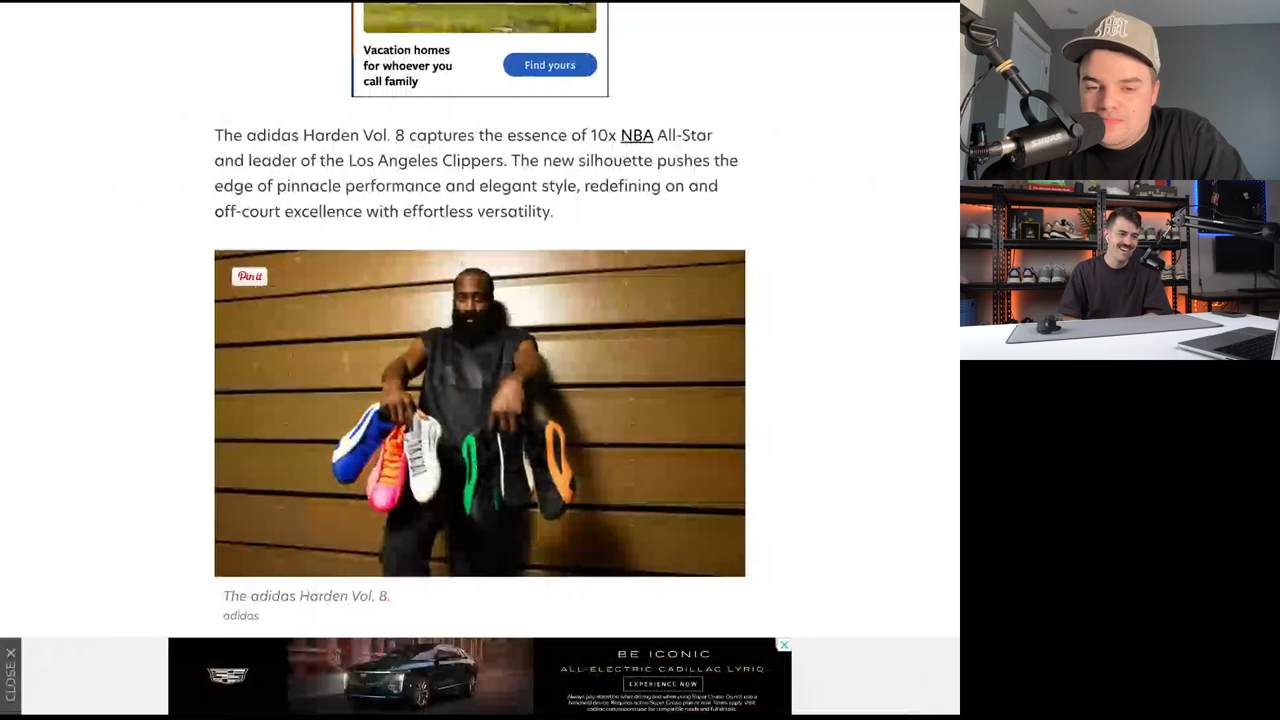 Vacation homes
for whoever you
call family
Find yours
The adidas Harden Vol. 8 captures the essence of 10x NBA All-Star
and leader of the Los Angeles Clippers. The new silhouette pushes the
edge of pinnacle performance and elegant style, redefining on and
off-court excellence with effortless versatility.
Pin it
The adidas Harden Vol. 8.
adidas
CLOSE X
BE ICONIC
ALL-ELECTRIC CADILLAC LYRIQ
EXPERIENCE NOW
SHURE